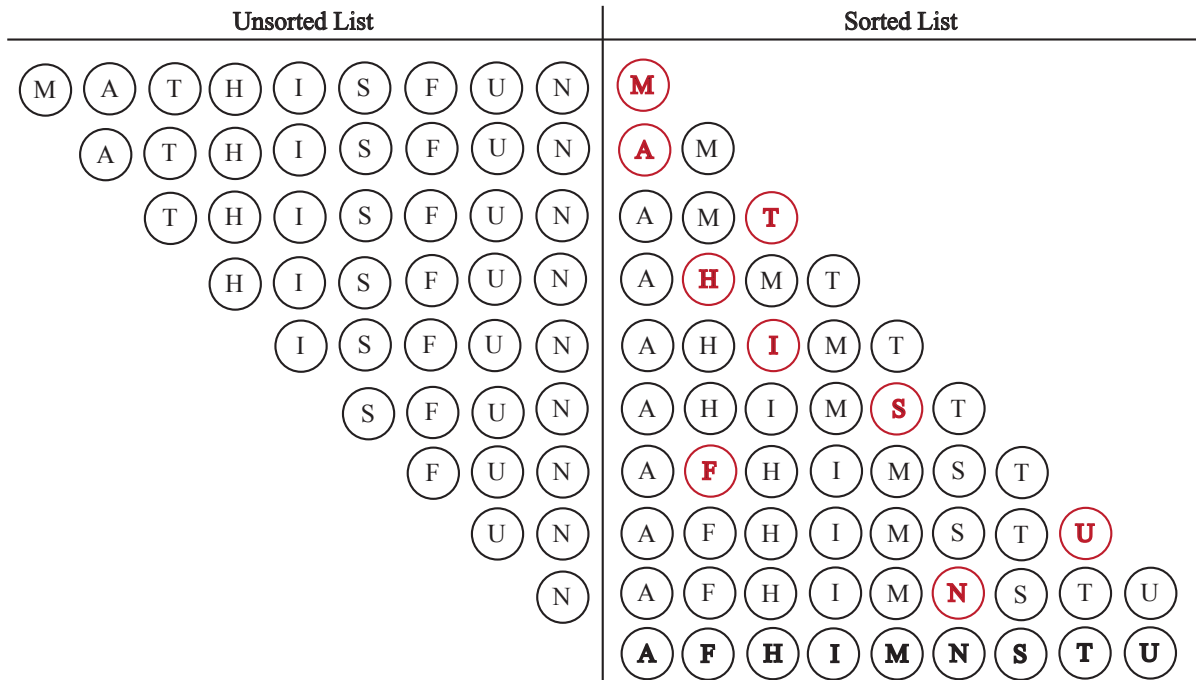 Unsorted List Sorted List
M A T H I S F U N M
A T H I S F U N A M
T H I S F U N A M T
H I S F U N A H M T
I S F U N A H I M T
S F U N A H I M S T
F U N A F H I M S T
U N A F H I M S T U
N A F H I M N S T U
A F H I M N S T U